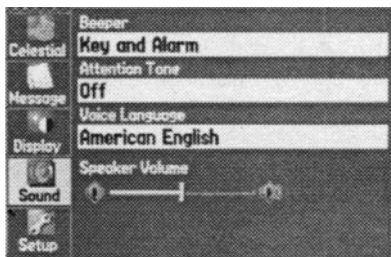 Celestial
Message
Display
Sound
Setup
Beeper
Key and Alarm
Attention Tone
Off
Voice Language
American English
Speaker Volume